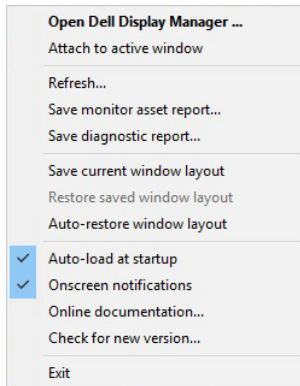 Open Dell Display Manager ...
Attach to active window
Refresh...
Save monitor asset report...
Save diagnostic report...
Save current window layout
Restore saved window layout
Auto-restore window layout
Auto-load at startup
Onscreen notifications
Online documentation...
Check for new version...
Exit